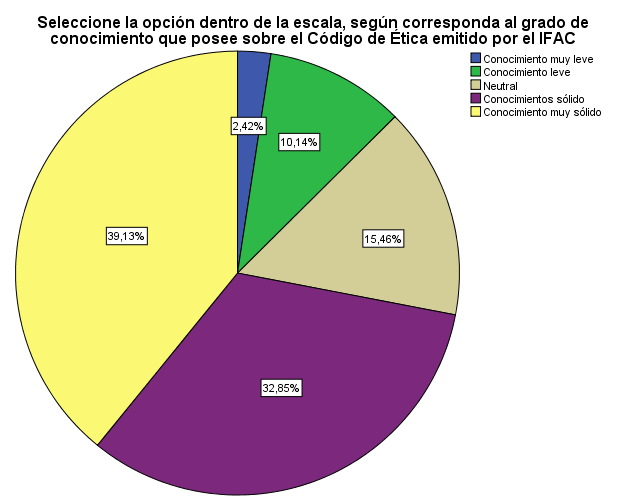 Seleccione la opción dentro de la escala, según corresponda al grado de
conocimiento que posee sobre el Código de Ética emitido por el IFAC
Conocimiento muy leve
Conocimiento leve
Neutral
Conocimientos sólido
Conocimiento muy sólido
2,42%
10,14%
15,46%
32,85%
39,13%